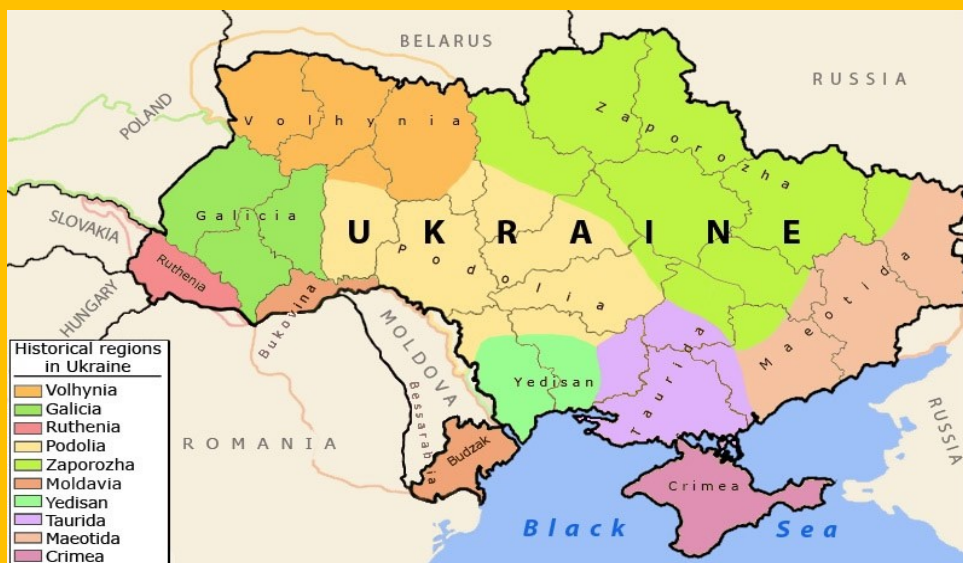 BELARUS
RUSSIA
POLAND
Volhynia
Zaporozha
Galicia
SLOVAKIA
UKRAINE
Ruthenia
Podolia
Maeotida
HUNGARY
Bukovina
MOLDOVA
Bessarabia
Yedisan
Taurida
RUSSIA
ROMANIA
Budzak
Crimea
Black Sea
Historical regions
in Ukraine
Volhynia
Galicia
Ruthenia
Podolia
Zaporozha
Moldavia
Yedisan
Taurida
Maeotida
Crimea